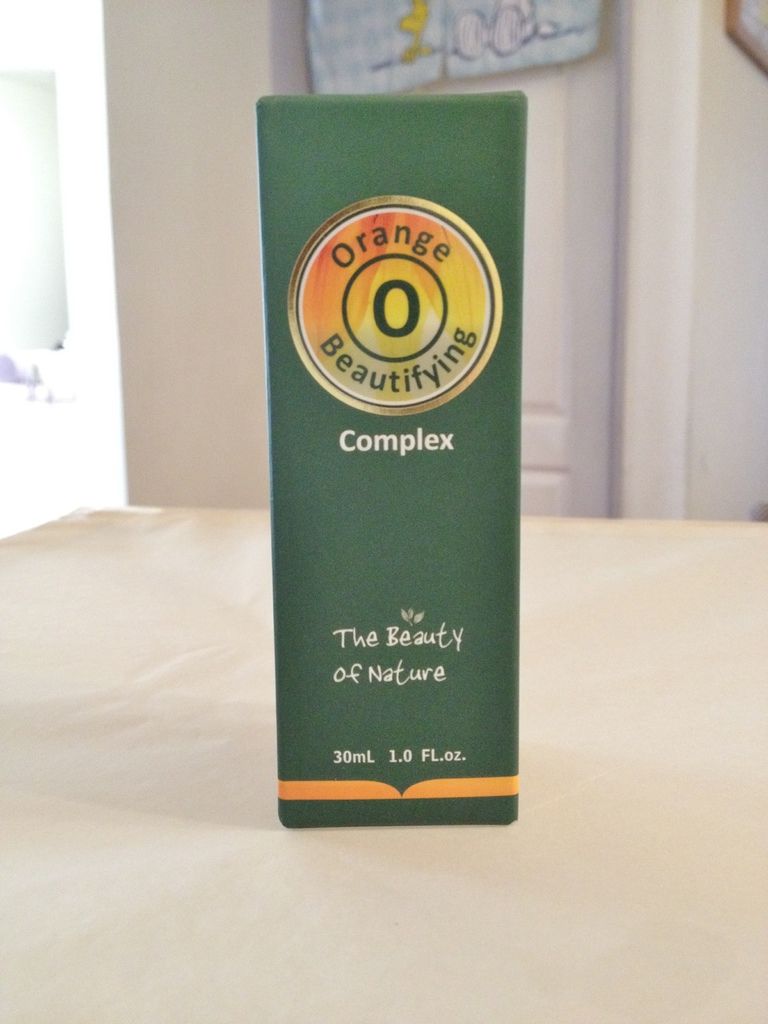 Orange
O
Beautifying
Complex
The Beauty
Of Nature
30mL 1.0 FL.oz.